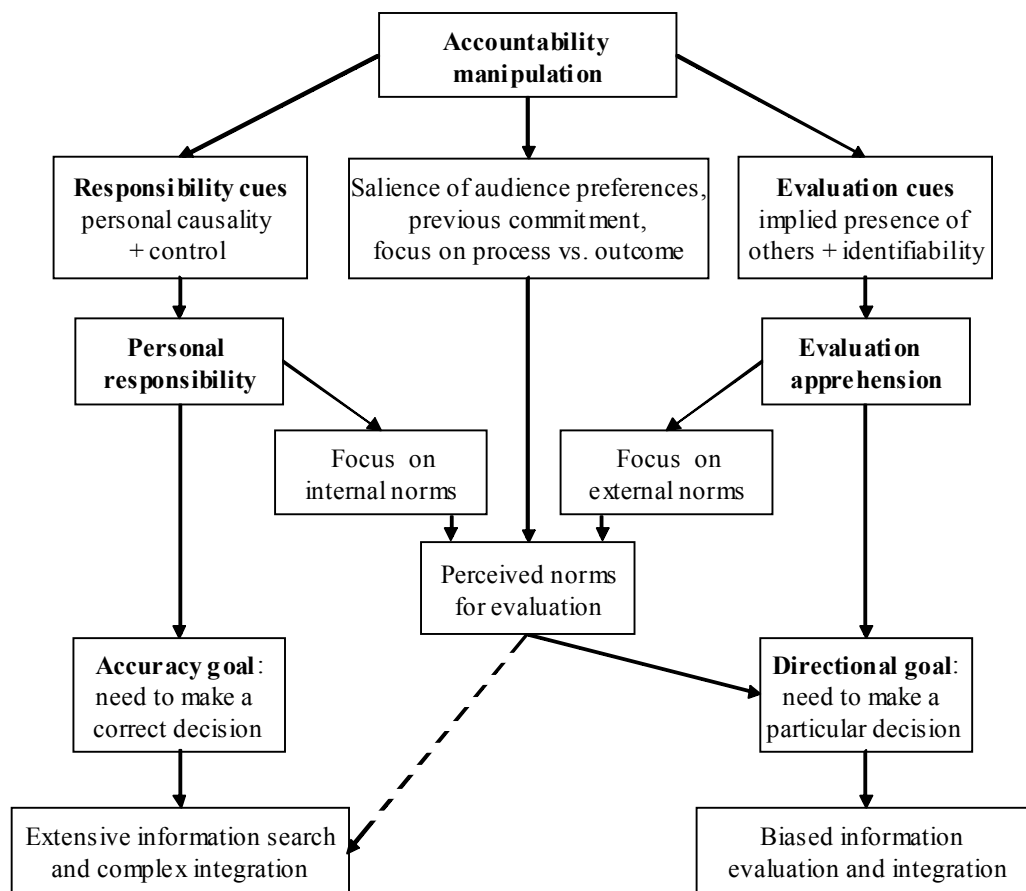 Accountability
manipulation
Responsibility cues
personal causality
+ control
Salience of audience preferences,
previous commitment,
focus on process vs. outcome
Evaluation cues
implied presence of
others + identifiability
Personal
responsibility
Evaluation
apprehension
Focus on
internal norms
Focus on
external norms
Perceived norms
for evaluation
Accuracy goal:
need to make a
correct decision
Directional goal:
need to make a
particular decision
Extensive information search
and complex integration
Biased information
evaluation and integration